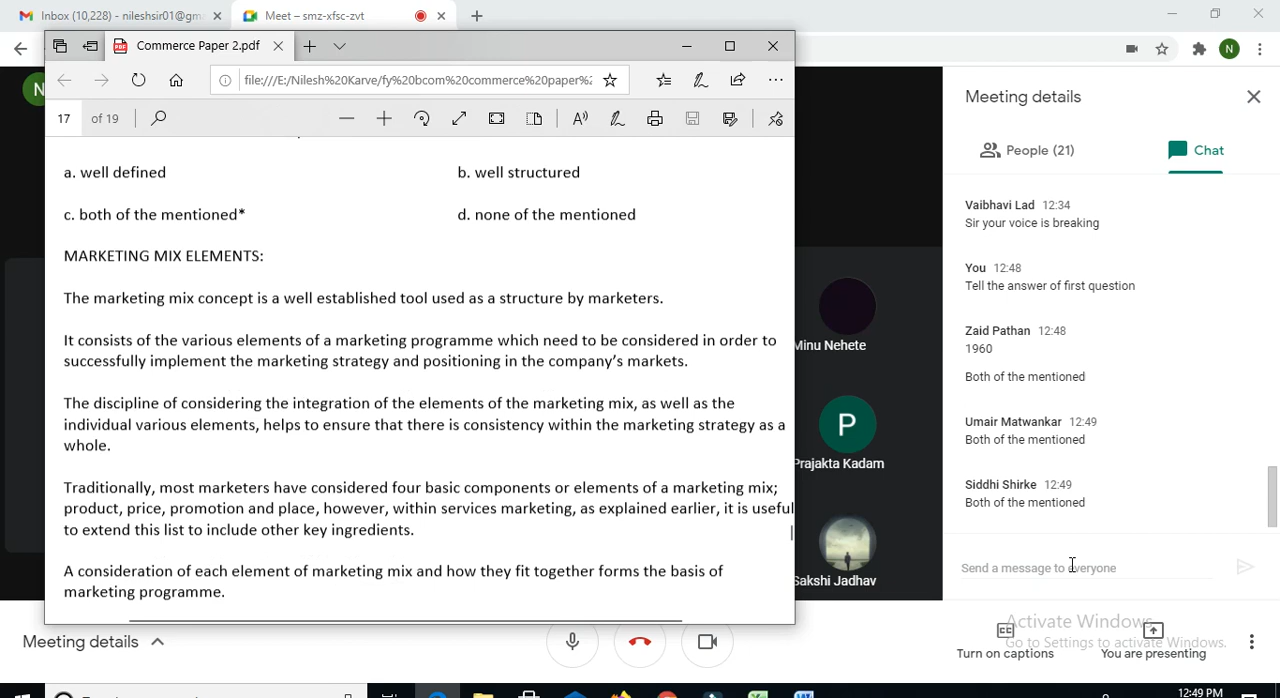 Inbox (10,228) - nileshsir01@gm
Meet – smz-xfsc-zvt
Commerce Paper 2.pdf
file:///E:/Nilesh%20Karve/fy%20bcom%20commerce%20paper%2
N
17 of 19
a. well defined b. well structured
c. both of the mentioned* d. none of the mentioned
MARKETING MIX ELEMENTS:
The marketing mix concept is a well established tool used as a structure by marketers.
It consists of the various elements of a marketing programme which need to be considered in order to
successfully implement the marketing strategy and positioning in the company's markets.
The discipline of considering the integration of the elements of the marketing mix, as well as the
individual various elements, helps to ensure that there is consistency within the marketing strategy as a
whole.
Traditionally, most marketers have considered four basic components or elements of a marketing mix;
product, price, promotion and place, however, within services marketing, as explained earlier, it is useful
to extend this list to include other key ingredients.
A consideration of each element of marketing mix and how they fit together forms the basis of
marketing programme.
N
Minu Nehete
P
Prajakta Kadam
Sakshi Jadhav
Meeting details
People (21)
Chat
Vaibhavi Lad 12:34
Sir your voice is breaking
You 12:48
Tell the answer of first question
Zaid Pathan 12:48
1960
Both of the mentioned
Umair Matwankar 12:49
Both of the mentioned
Siddhi Shirke 12:49
Both of the mentioned
Send a message to everyone
Activate Windows
Go to Settings to activate Windows.
Meeting details
Turn on captions
You are presenting
12:49 PM